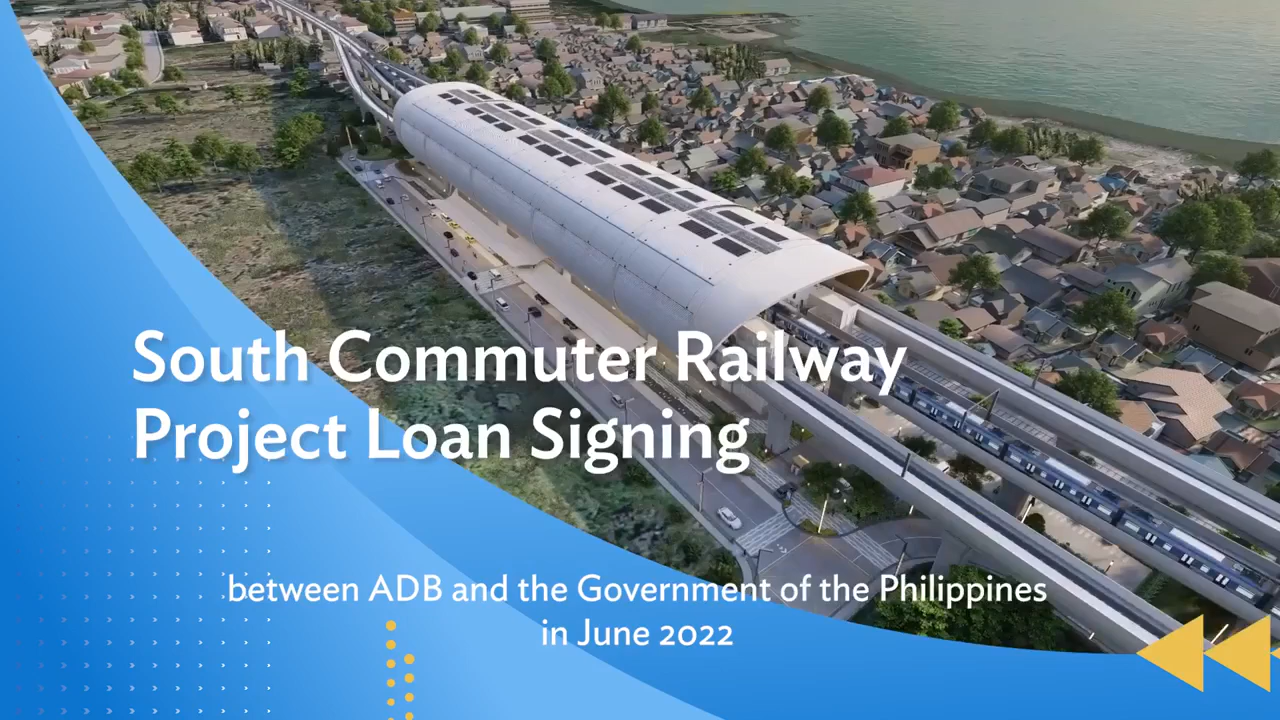 South Commuter Railway
Project Loan Signing
between ADB and the Government of the Philippines
in June 2022